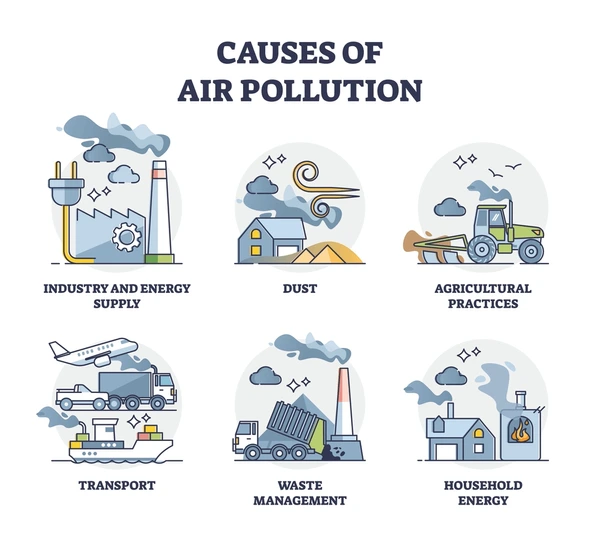 CAUSES OF
AIR POLLUTION
INDUSTRY AND ENERGY
SUPPLY
DUST
AGRICULTURAL
PRACTICES
TRANSPORT
WASTE
MANAGEMENT
HOUSEHOLD
ENERGY